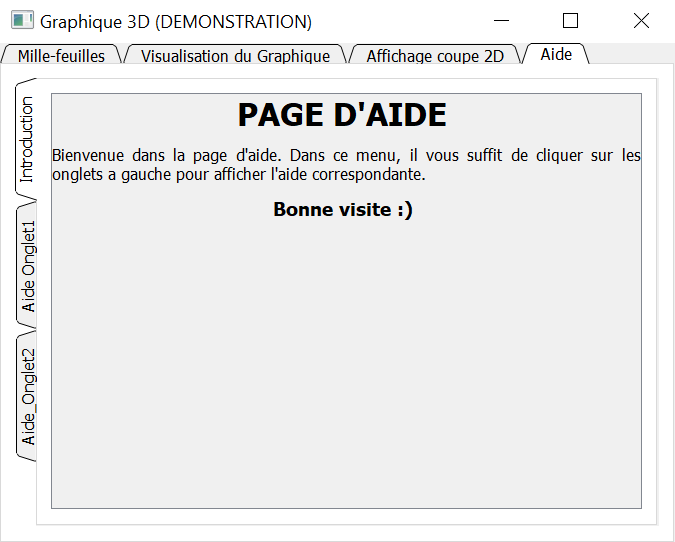 Graphique 3D (DEMONSTRATION)
Mille-feuilles Visualisation du Graphique Affichage coupe 2D Aide
Introduction
Aide Onglet1
Aide_Onglet2
PAGE D'AIDE
Bienvenue dans la page d'aide. Dans ce menu, il vous suffit de cliquer sur les
onglets a gauche pour afficher l'aide correspondante.
Bonne visite :)